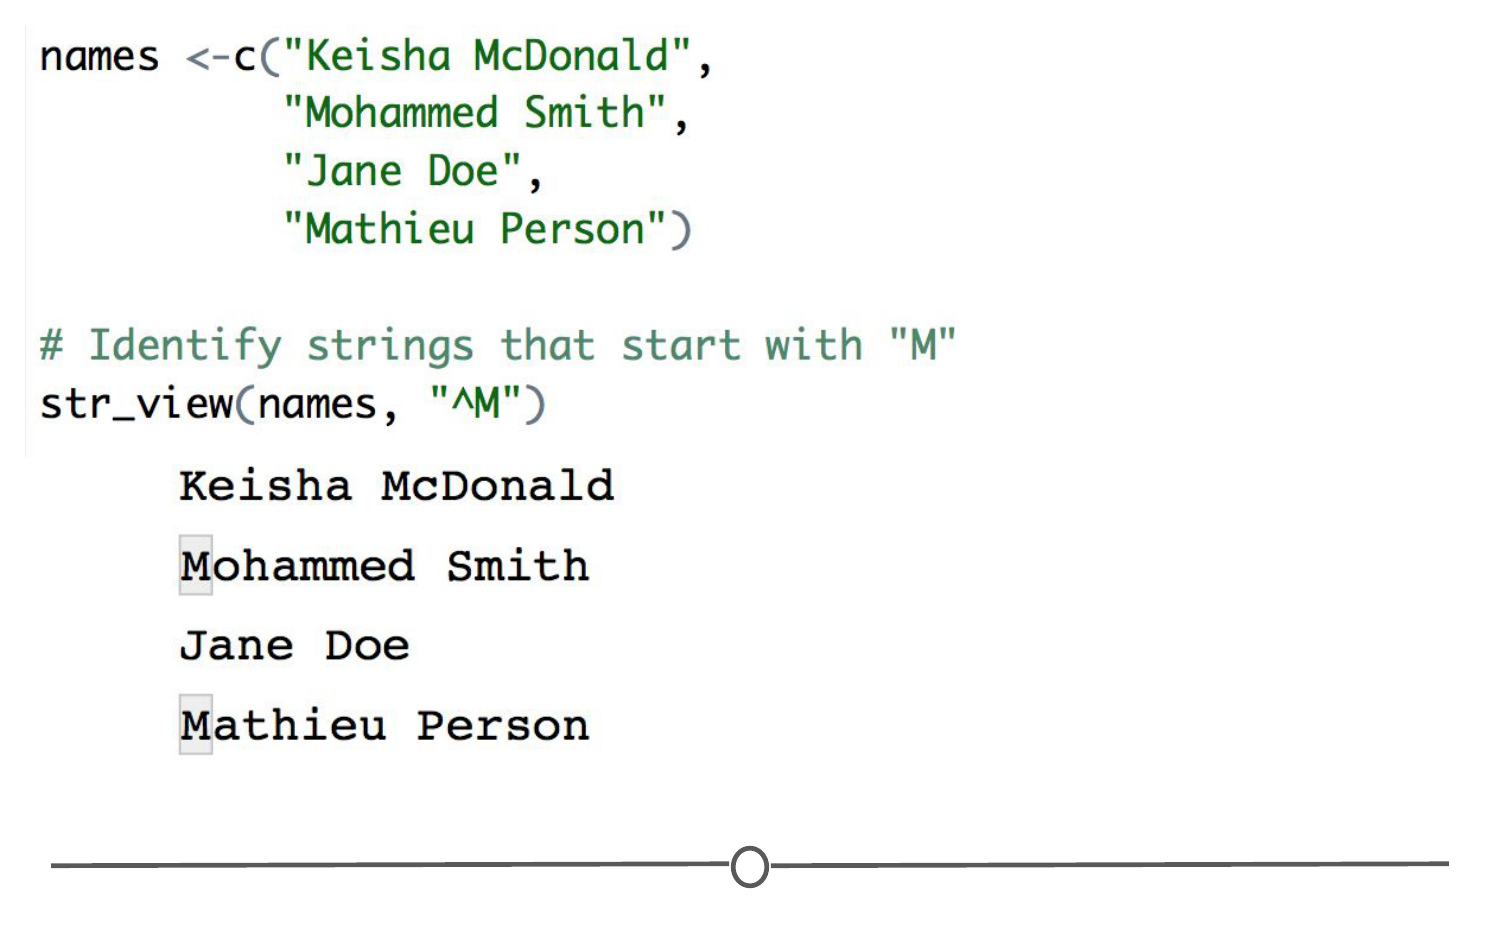 names <-c("Keisha McDonald",
"Mohammed Smith",
"Jane Doe",
"Mathieu Person")
# Identify strings that start with "M"
str_view(names, "^M")
Keisha McDonald
Mohammed Smith
Jane Doe
Mathieu Person